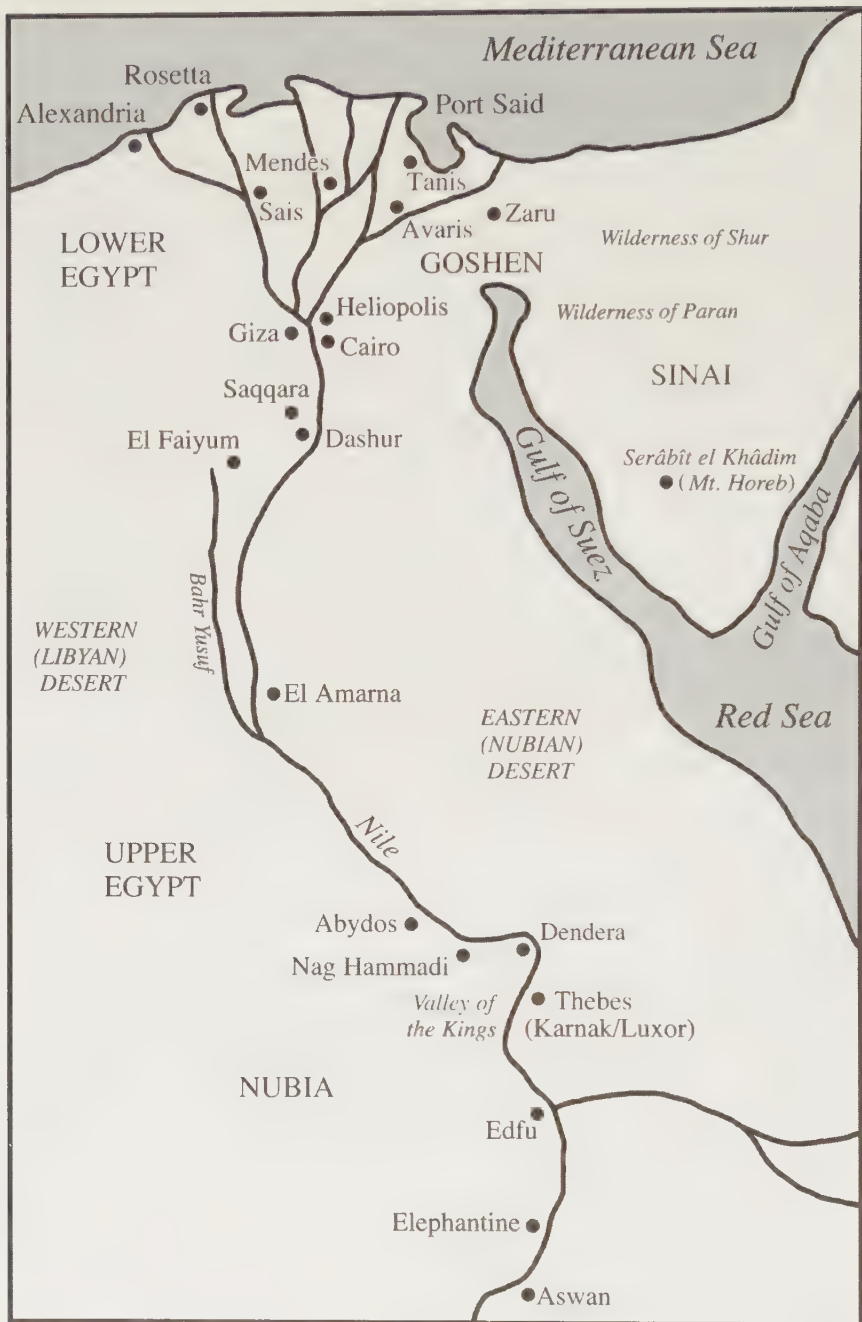 Mediterranean Sea
Rosetta
Alexandria
Port Said
Mendes
Tanis
Sais
Avaris
Zaru
LOWER
EGYPT
GOSHEN
Wilderness of Shur
Heliopolis
Wilderness of Paran
Giza
Cairo
SINAI
Saqqara
El Faiyum
Dashur
Serâbît el Khâdim
(Mt. Horeb)
Gulf of Suez
Gulf of Aqaba
Bahr Yusuf
WESTERN
(LIBYAN)
DESERT
El Amarna
EASTERN
(NUBIAN)
DESERT
Red Sea
Nile
UPPER
EGYPT
Abydos
Dendera
Nag Hammadi
Valley of
the Kings
Thebes
(Karnak/Luxor)
NUBIA
Edfu
Elephantine
Aswan